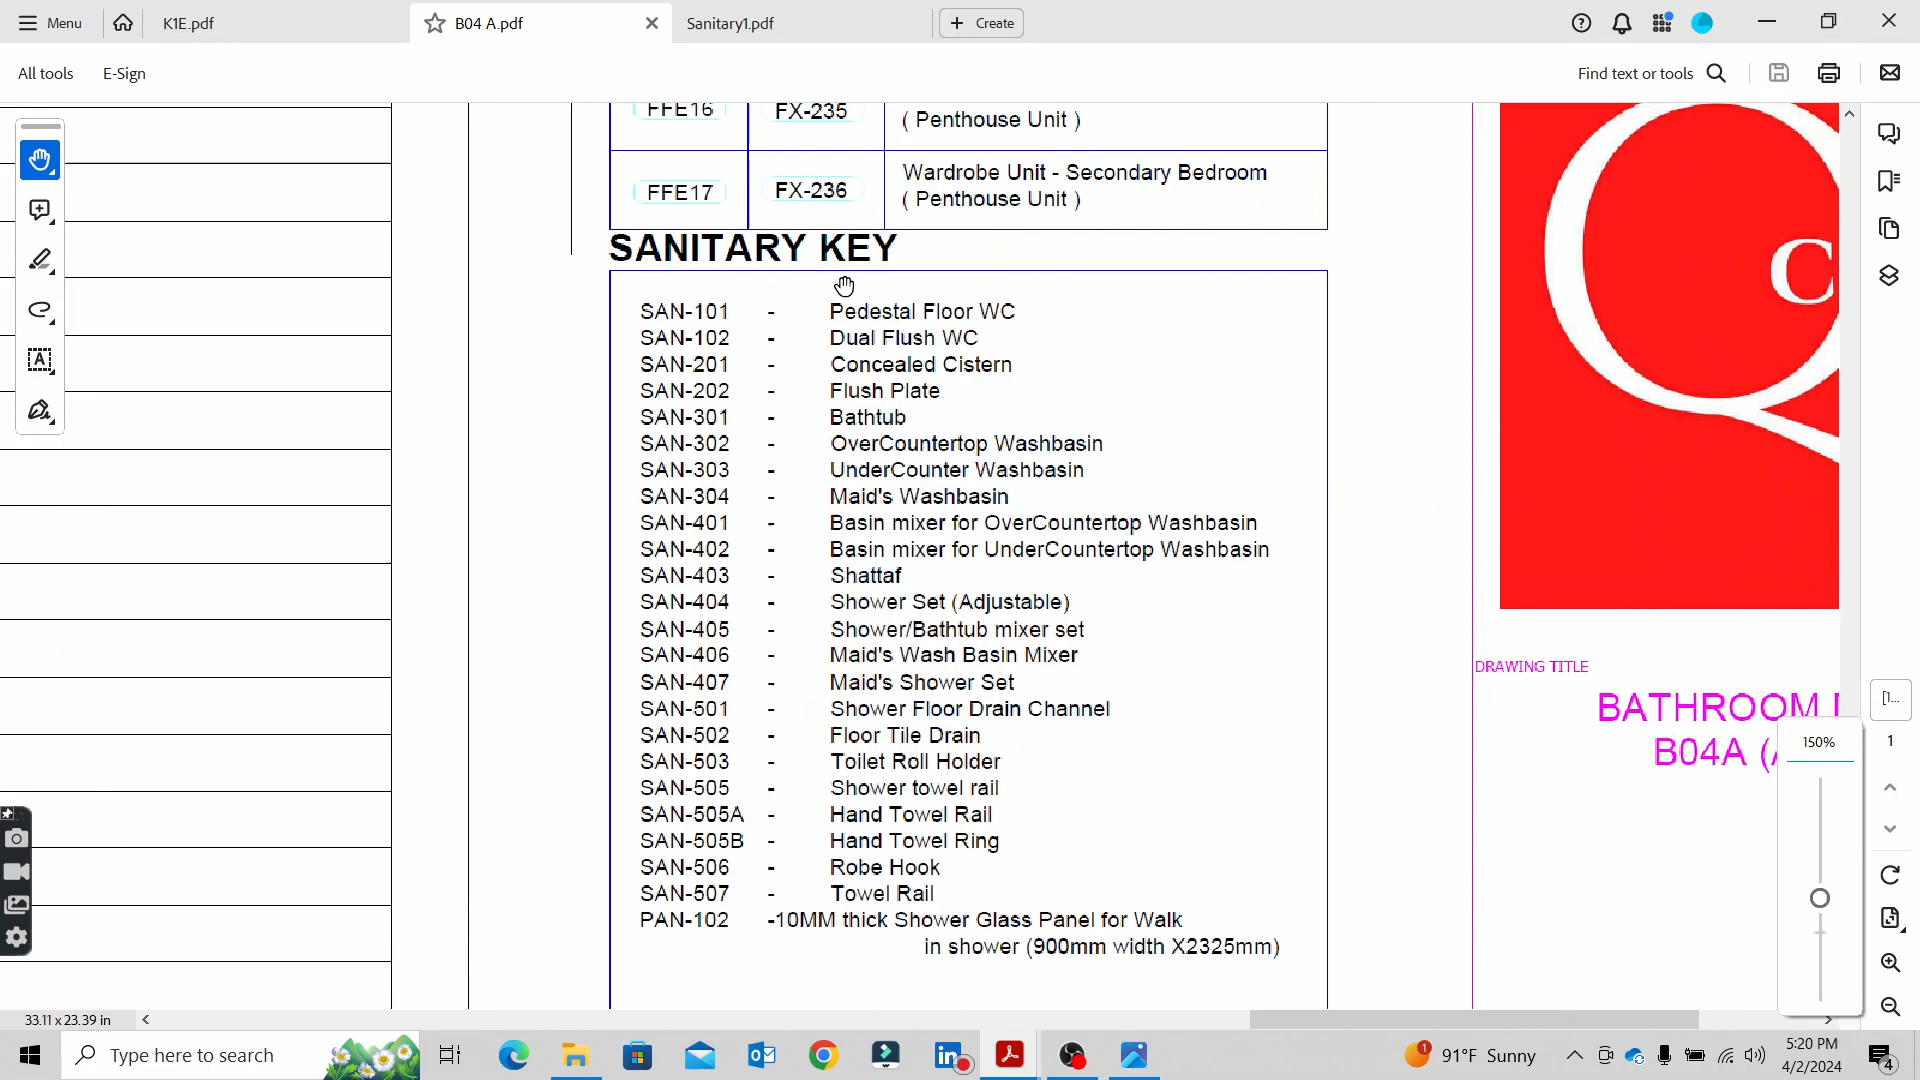 Menu
K1E.pdf
B04 A.pdf
Sanitary1.pdf
Create
All tools
E-Sign
Find text or tools
FFE16
FX-235
( Penthouse Unit )
FFE17
FX-236
Wardrobe Unit - Secondary Bedroom
( Penthouse Unit )
SANITARY KEY
SAN-101 - Pedestal Floor WC
SAN-102 - Dual Flush WC
SAN-201 - Concealed Cistern
SAN-202 - Flush Plate
SAN-301 - Bathtub
SAN-302 - OverCountertop Washbasin
SAN-303 - UnderCounter Washbasin
SAN-304 - Maid's Washbasin
SAN-401 - Basin mixer for OverCountertop Washbasin
SAN-402 - Basin mixer for UnderCountertop Washbasin
SAN-403 - Shattaf
SAN-404 - Shower Set (Adjustable)
SAN-405 - Shower/Bathtub mixer set
SAN-406 - Maid's Wash Basin Mixer
SAN-407 - Maid's Shower Set
SAN-501 - Shower Floor Drain Channel
SAN-502 - Floor Tile Drain
SAN-503 - Toilet Roll Holder
SAN-505 - Shower towel rail
SAN-505A - Hand Towel Rail
SAN-505B - Hand Towel Ring
SAN-506 - Robe Hook
SAN-507 - Towel Rail
PAN-102 -10MM thick Shower Glass Panel for Walk
in shower (900mm width X2325mm)
DRAWING TITLE
BATHROOM
B04A
150%
[1...
1
33.11 x 23.39 in
Type here to search
91°F Sunny
5:20 PM
4/2/2024
4